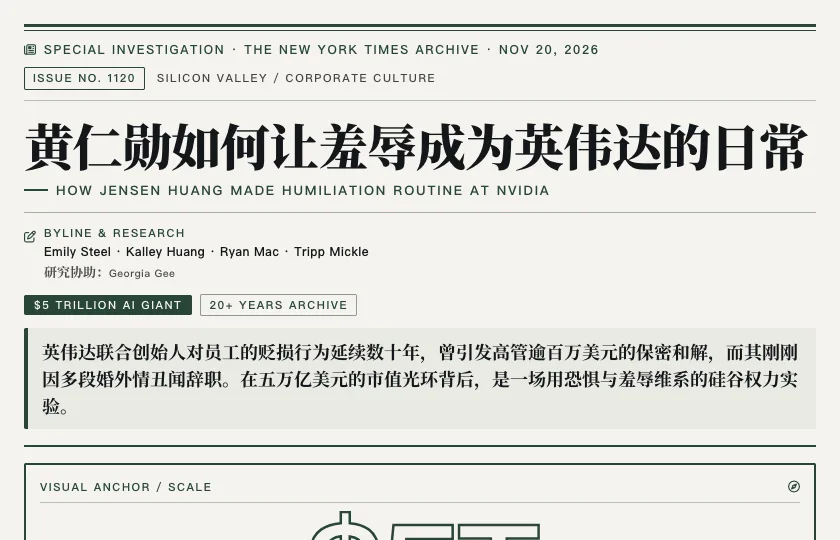 SPECIAL INVESTIGATION · THE NEW YORK TIMES ARCHIVE · NOV 20, 2026
ISSUE NO. 1120 SILICON VALLEY / CORPORATE CULTURE
黄仁勋如何让羞辱成为英伟达的日常
HOW JENSEN HUANG MADE HUMILIATION ROUTINE AT NVIDIA
BYLINE & RESEARCH
Emily Steel · Kalley Huang · Ryan Mac · Tripp Mickle
研究协助：Georgia Gee
$5 TRILLION AI GIANT 20+ YEARS ARCHIVE
英伟达联合创始人对员工的贬损行为延续数十年，曾引发高管逾百万美元的保密和解，而其刚刚
因多段婚外情丑闻辞职。在五万亿美元的市值光环背后，是一场用恐惧与羞辱维系的硅谷权力实
验。
VISUAL ANCHOR / SCALE